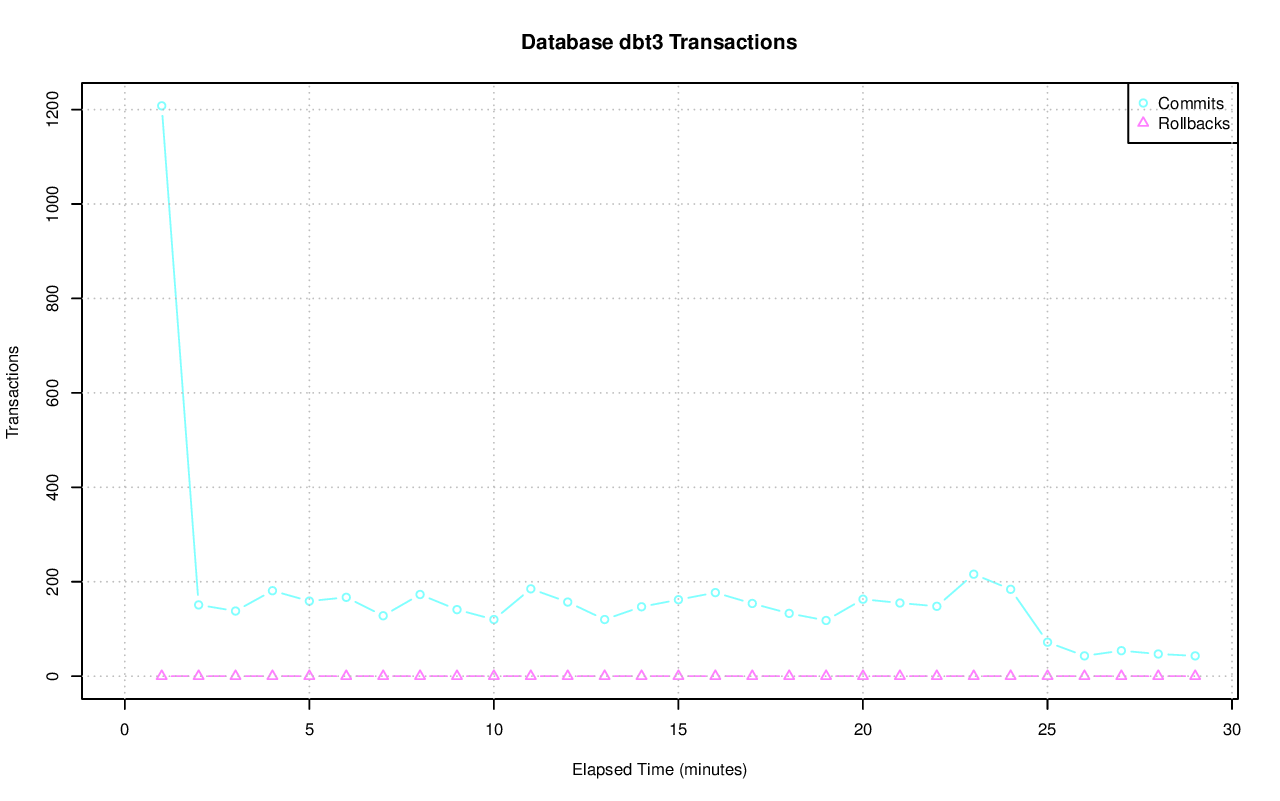 Database dbt3 Transactions
Commits
Rollbacks
Transactions
1200
1000
800
600
400
200
0
0 5 10 15 20 25 30
Elapsed Time (minutes)